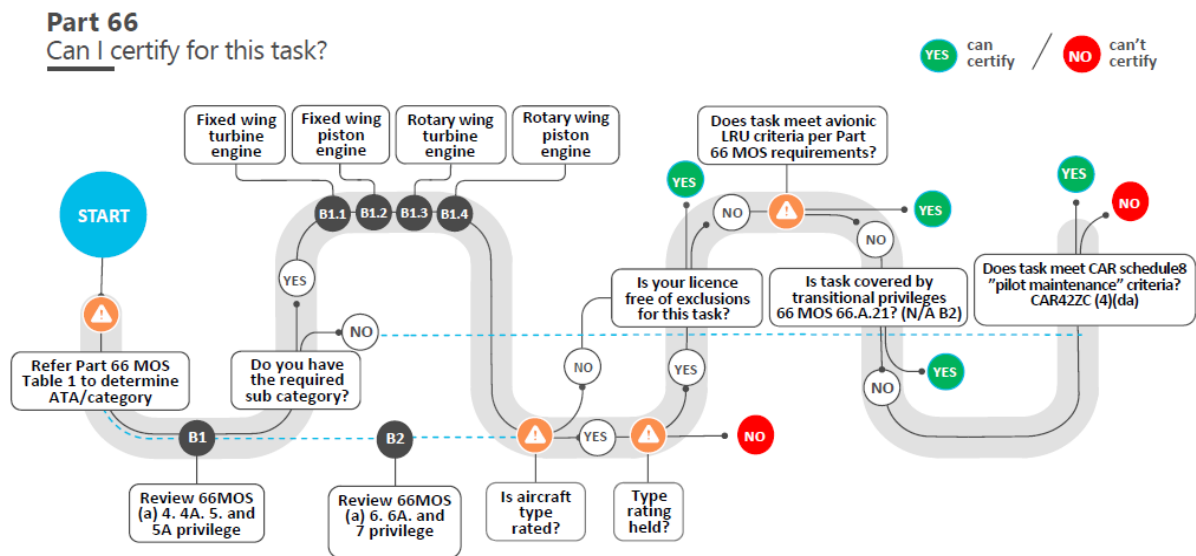 Part 66
Can I certify for this task?
YES
can
certify
NO
can't
certify
Fixed wing
turbine
engine
Fixed wing
piston
engine
Rotary wing
turbine
engine
Rotary wing
piston
engine
Does task meet avionic
LRU criteria per Part
66 MOS requirements?
START
B1.1
B1.2
B1.3
B1.4
YES
NO
YES
YES
NO
NO
YES
Is your licence
free of exclusions
for this task?
Is task covered by
transitional privileges
66 MOS 66.A.21? (N/A B2)
Does task meet CAR schedule8
"pilot maintenance" criteria?
CAR42ZC (4)(da)
NO
Refer Part 66 MOS
Table 1 to determine
ATA/category
Do you have
the required
sub category?
NO
YES
NO
YES
B1
B2
YES
NO
Review 66MOS
(a) 4. 4A. 5. and
5A privilege
Review 66MOS
(a) 6. 6A. and
7 privilege
Is aircraft
type
rated?
Type
rating
held?